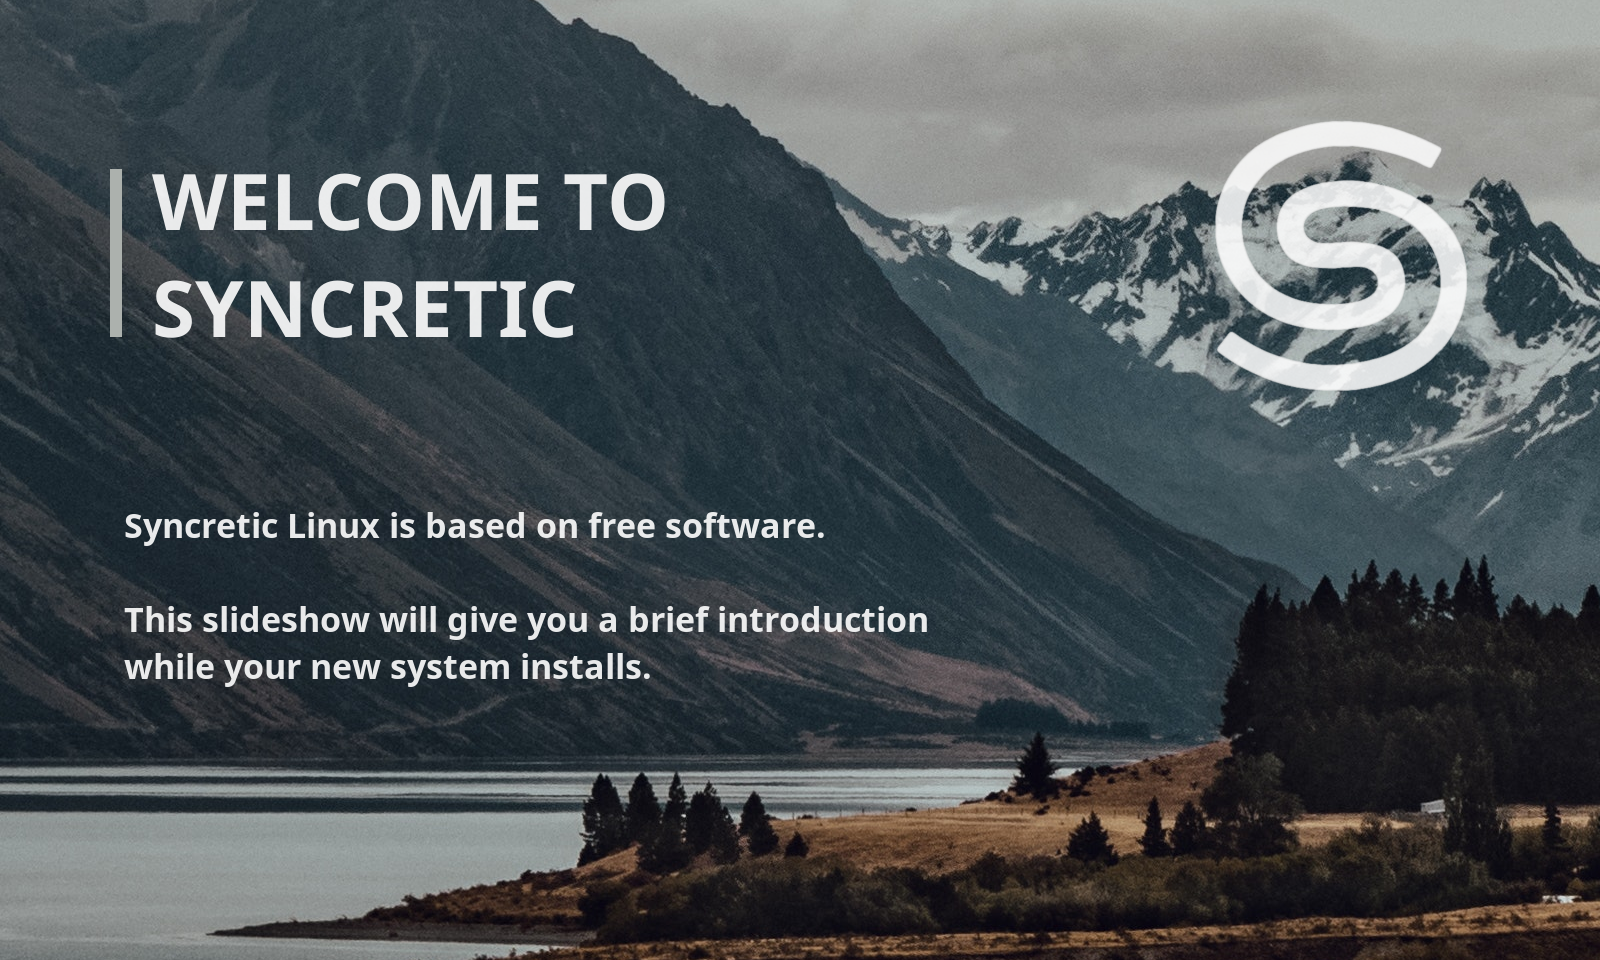 WELCOME TO
SYNCRETIC
Syncretic Linux is based on free software.
This slideshow will give you a brief introduction
while your new system installs.